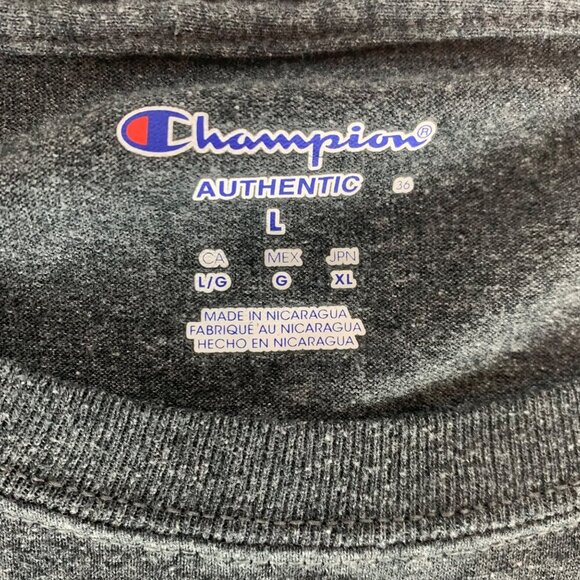 Champion®
AUTHENTIC 36
L
CA MEX JPN
L/G G XL
MADE IN NICARAGUA
FABRIQUÉ AU NICARAGUA
HECHO EN NICARAGUA